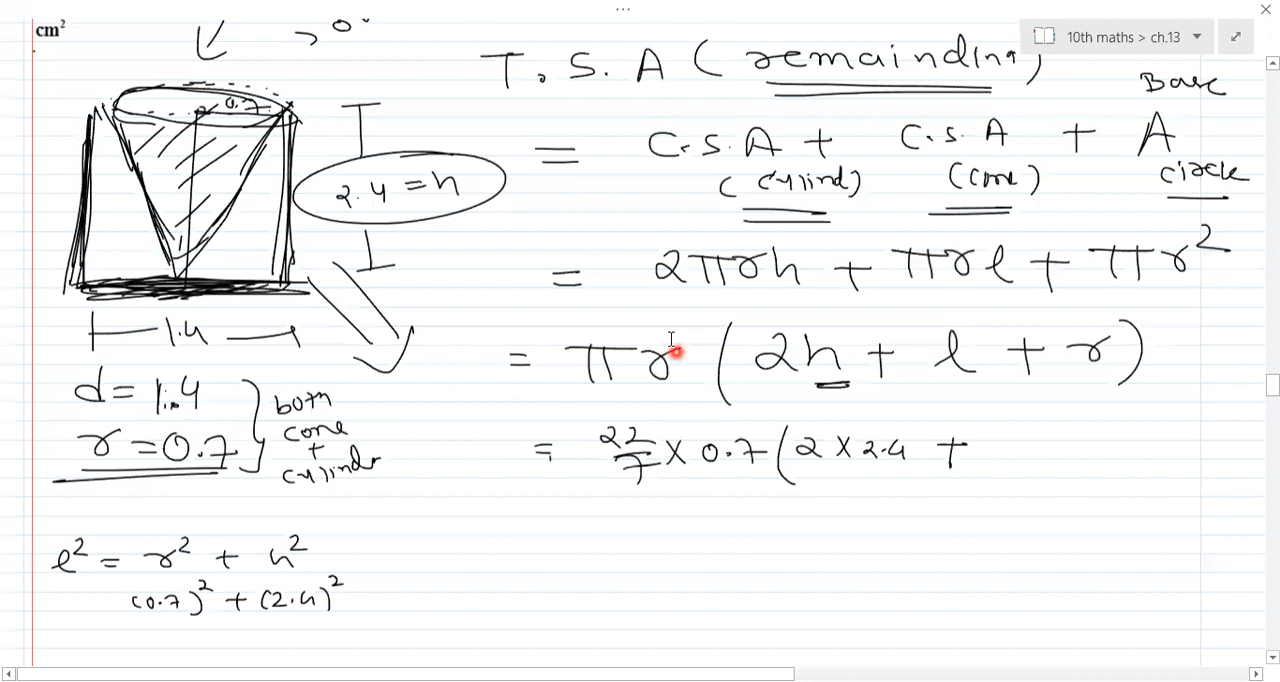 cm²
10th maths > ch.13
T.S.A (remainding)
Base
= C.S.A + C.S.A + A
(cylind) (cone) circle
0.7
2.4 = h
= 2πrh + πrl + πr²
1.4
= πr (2h + l + r)
d = 1.4
r = 0.7
both
cone
+
cylinder
= 22/7 × 0.7 (2 × 2.4 +
l² = r² + h²
(0.7)² + (2.4)²